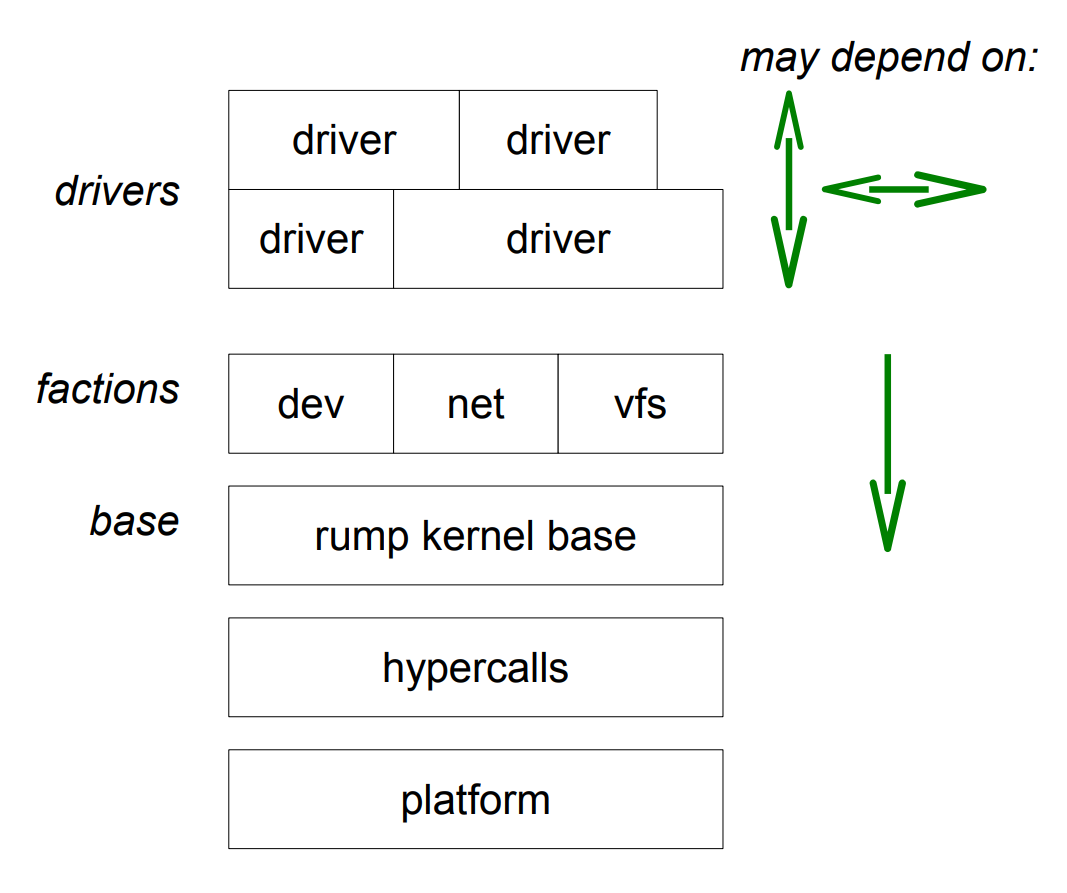 may depend on:
driver driver
drivers
driver driver
factions
dev net vfs
base
rump kernel base
hypercalls
platform